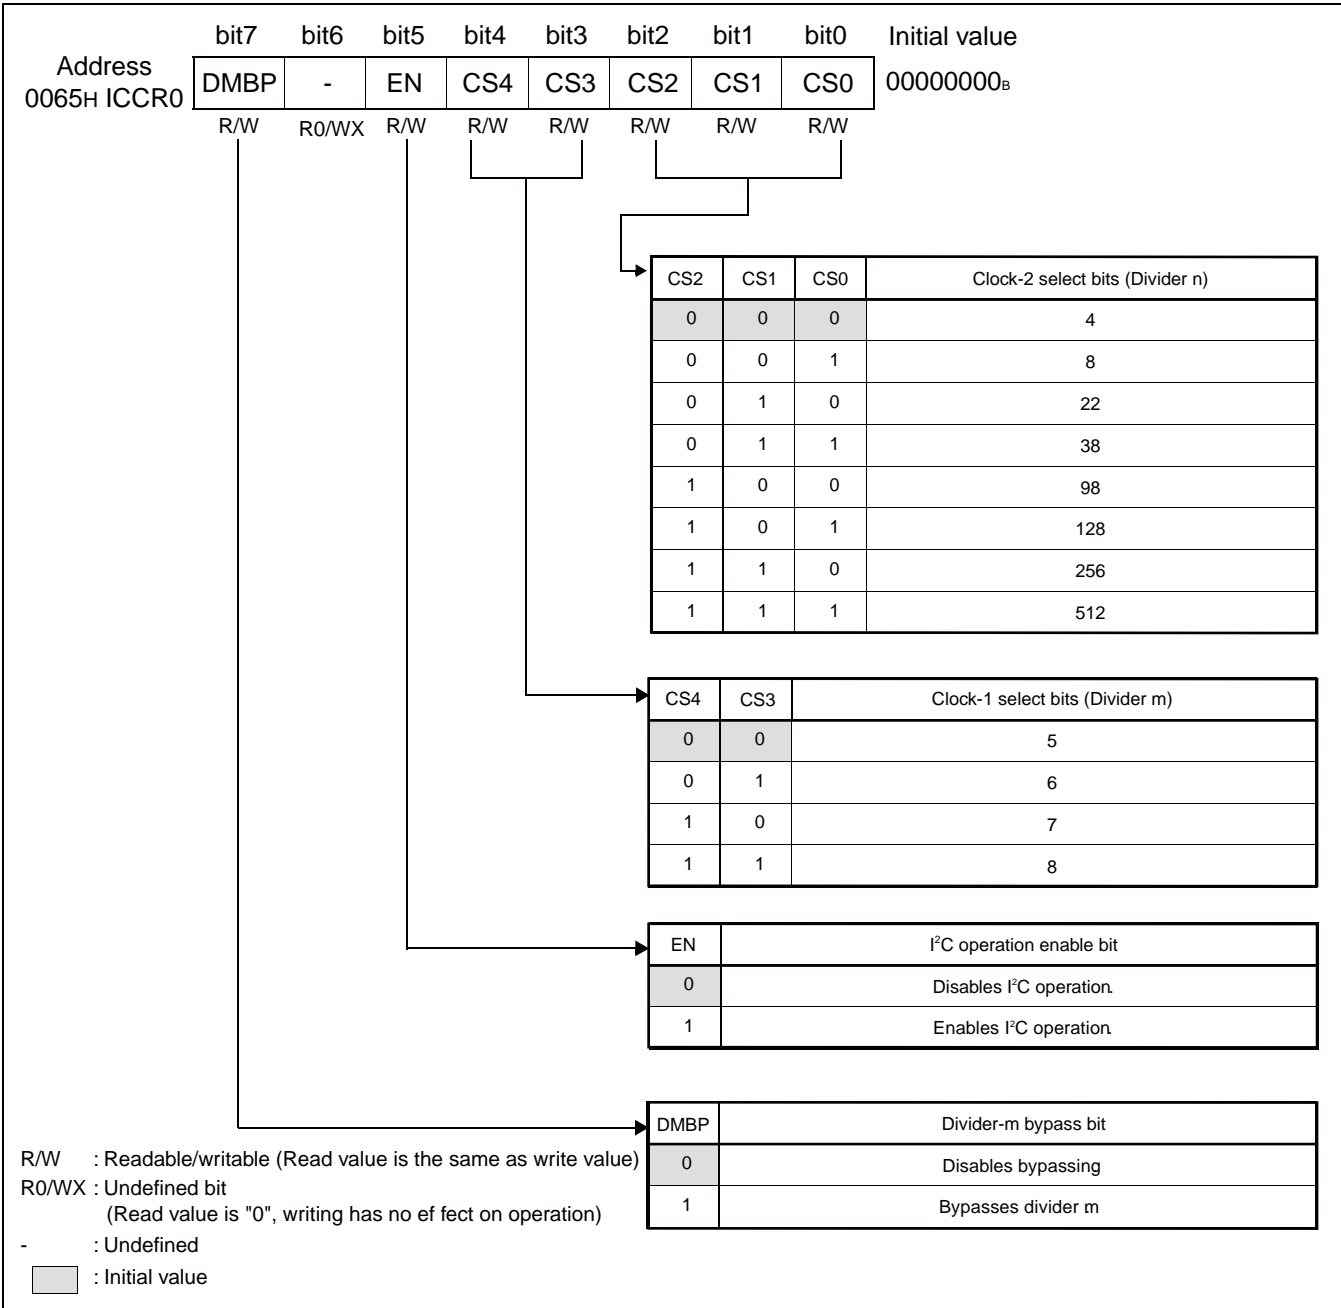 bit7 bit6 bit5 bit4 bit3 bit2 bit1 bit0 Initial value
Address
0065H ICCR0 DMBP - EN CS4 CS3 CS2 CS1 CS0 00000000B
R/W R0/WX R/W R/W R/W R/W R/W R/W
CS2 CS1 CS0 Clock-2 select bits (Divider n)
0 0 0 4
0 0 1 8
0 1 0 22
0 1 1 38
1 0 0 98
1 0 1 128
1 1 0 256
1 1 1 512
CS4 CS3 Clock-1 select bits (Divider m)
0 0 5
0 1 6
1 0 7
1 1 8
EN I²C operation enable bit
0 Disables I²C operation.
1 Enables I²C operation.
DMBP Divider-m bypass bit
0 Disables bypassing
1 Bypasses divider m
R/W : Readable/writable (Read value is the same as write value)
R0/WX : Undefined bit
(Read value is "0", writing has no ef fect on operation)
- : Undefined
: Initial value